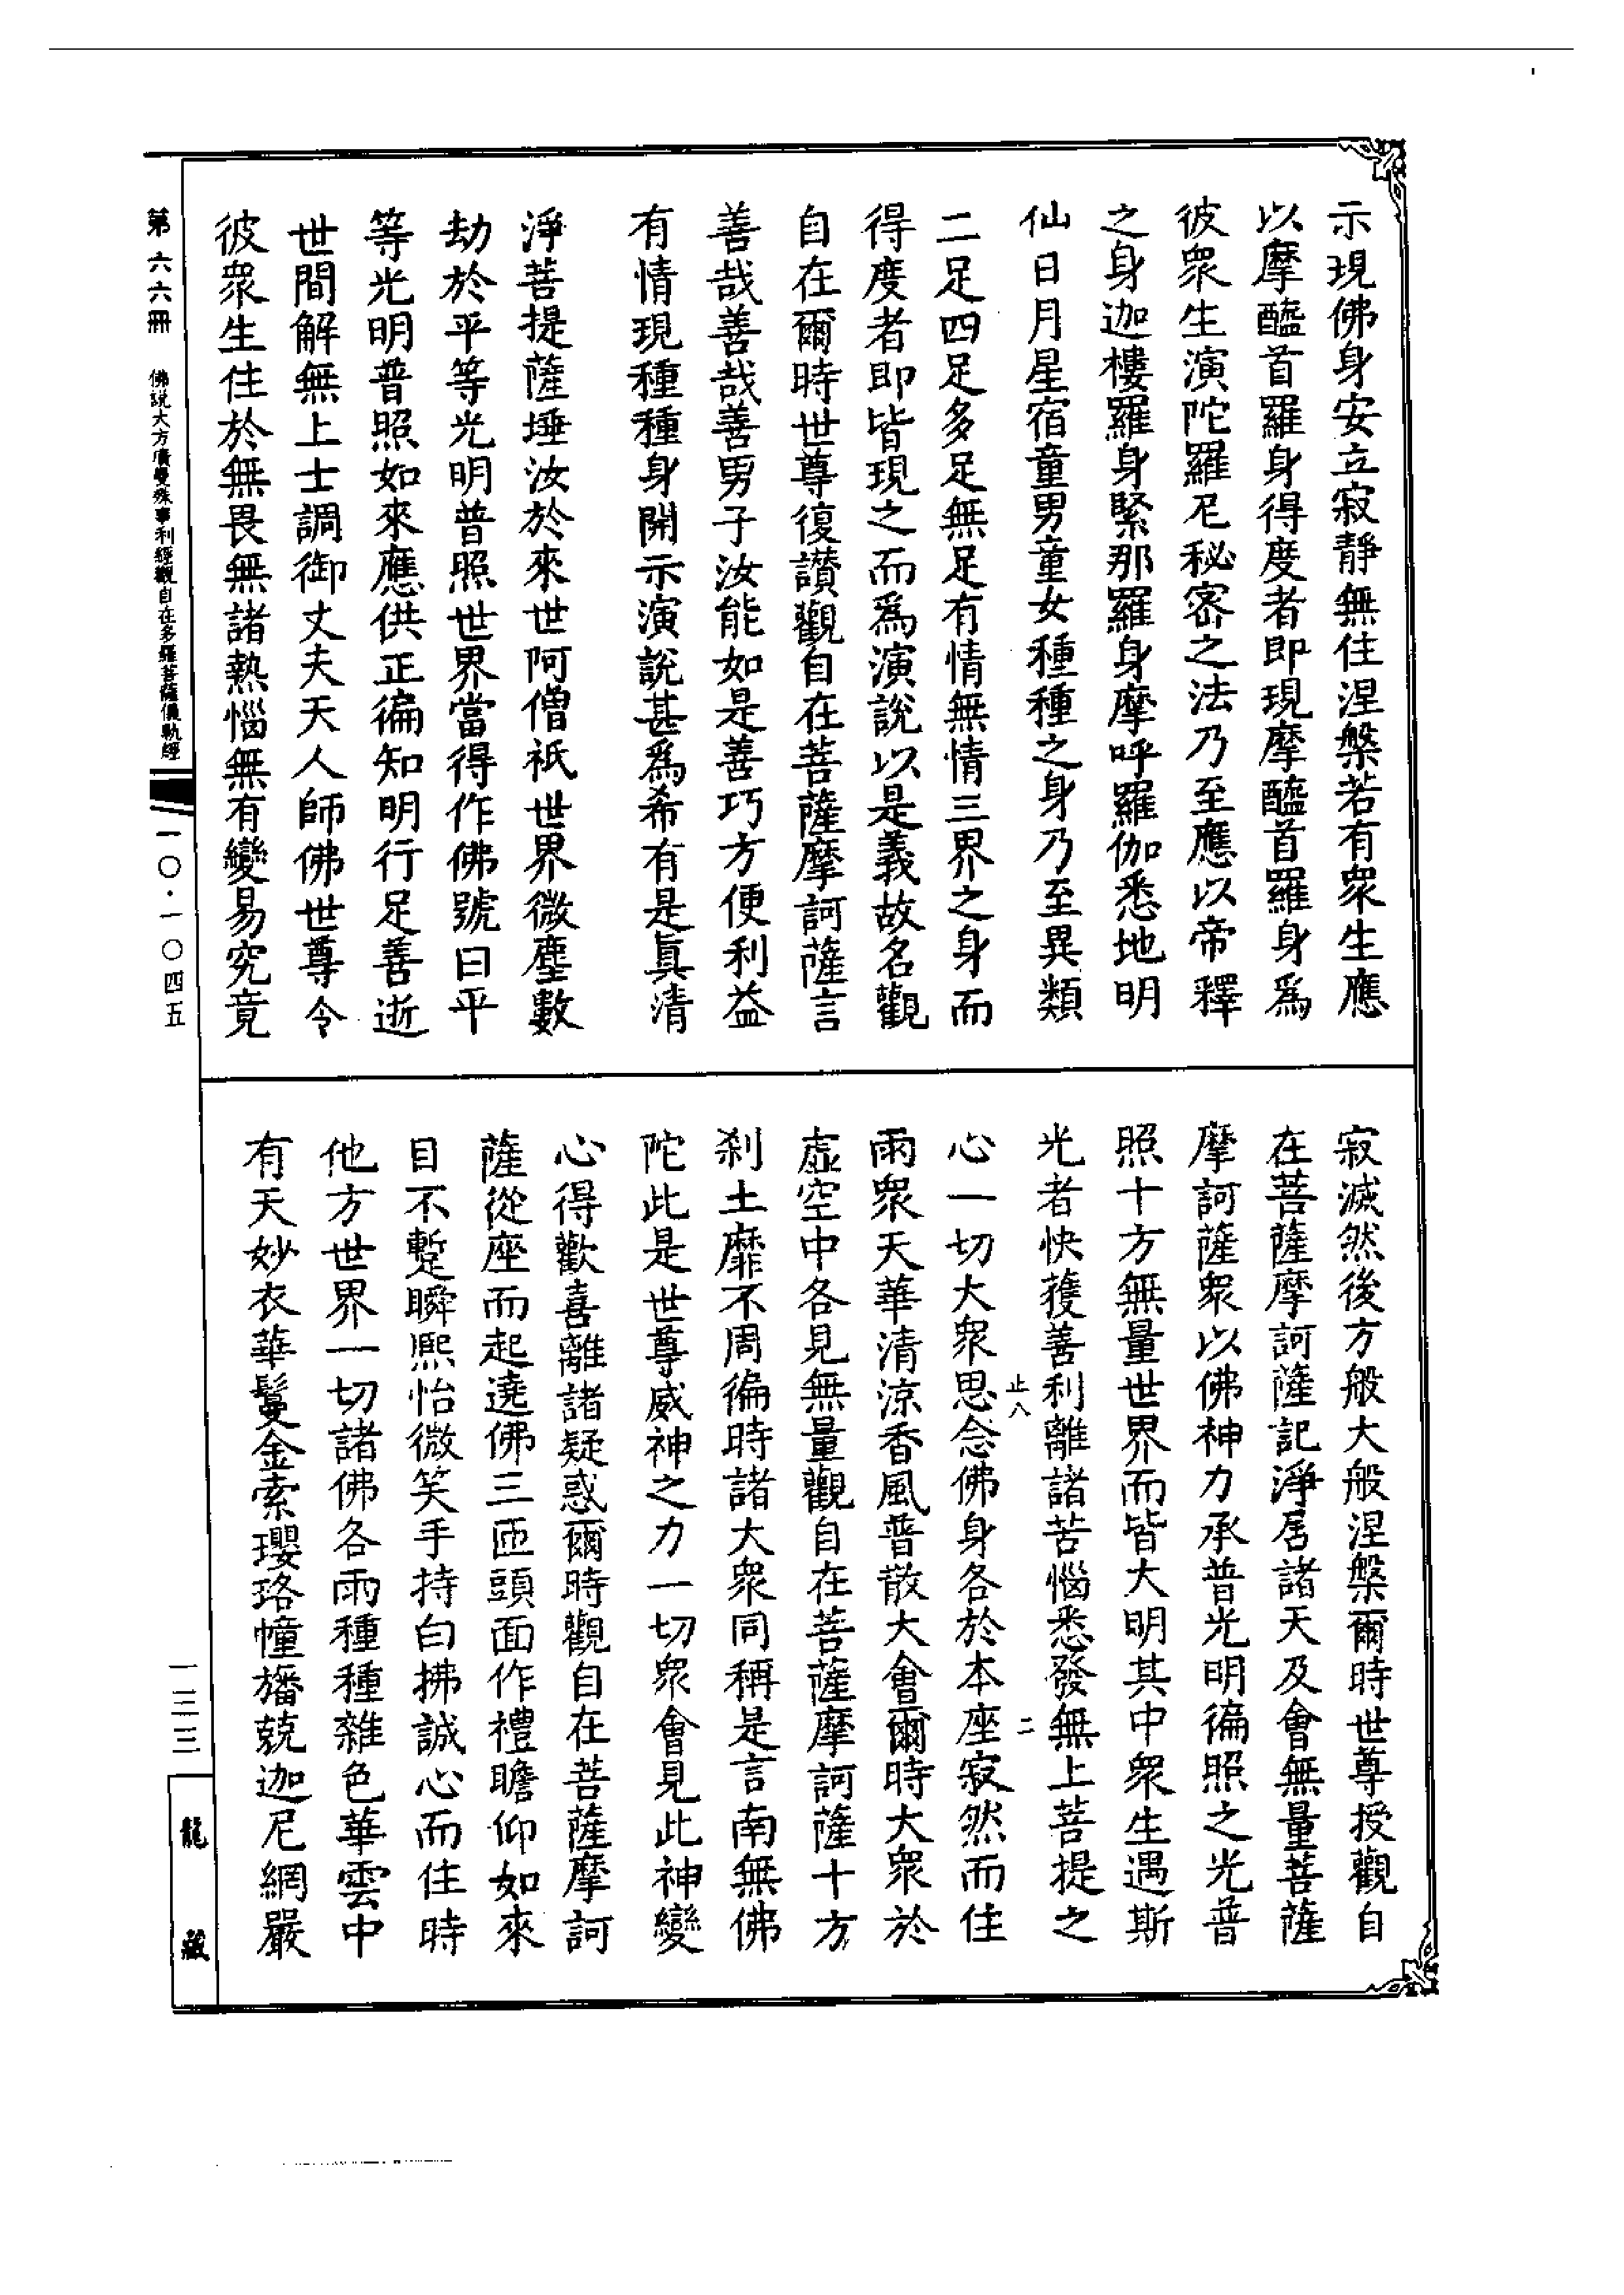 示現佛身安立寂靜無住涅槃若有衆生應
以摩醯首羅身得度者即現摩醯首羅身爲
彼衆生演陀羅尼秘密之法乃至應以帝釋
之身迦樓羅身緊那羅身摩呼羅伽悉地明
仙日月星宿童男童女種種之身乃至異類
二足四足多足無足有情無情三界之身而
得度者即皆現之而爲演說以是義故名觀
自在爾時世尊復讚觀自在菩薩摩訶薩言
善哉善哉善男子汝能如是善巧方便利益
有情現種種身開示演說甚爲希有是眞清
淨菩提薩埵汝於來世阿僧祇世界微塵數
劫於平等光明普照世界當得作佛號曰平
等光明普照如來應供正徧知明行足善逝
世間解無上士調御丈夫天人師佛世尊令
彼衆生住於無畏無諸熱惱無有變易究竟
寂滅然後方般大般涅槃爾時世尊授觀自
在菩薩摩訶薩記淨居諸天及會無量菩薩
摩訶薩衆以佛神力承普光明徧照之光普
照十方無量世界而皆大明其中衆生遇斯
光者快獲善利離諸苦惱悉發無上菩提之
止八 二
心一切大衆思念佛身各於本座寂然而住
雨衆天華清涼香風普散大會爾時大衆於
虛空中各見無量觀自在菩薩摩訶薩十方
刹土靡不周徧時諸大衆同稱是言南無佛
陀此是世尊威神之力一切衆會見此神變
心得歡喜離諸疑惑爾時觀自在菩薩摩訶
薩從座而起遶佛三匝頭面作禮瞻仰如來
目不暫瞬熙怡微笑手持白拂誠心而住時
他方世界一切諸佛各雨種種雜色華雲中
有天妙衣華鬘金索瓔珞幢旛兢迦尼網嚴
第六六冊 佛說大方廣曼殊室利經觀自在多羅菩薩儀軌經 一〇·一〇四五
一二三 龍藏